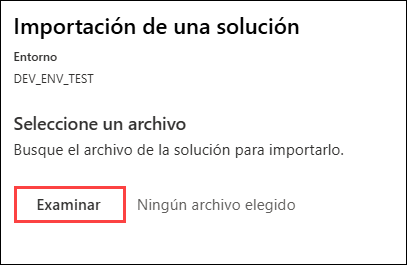 Importación de una solución
Entorno
DEV_ENV_TEST
Seleccione un archivo
Busque el archivo de la solución para importarlo.
Examinar Ningún archivo elegido